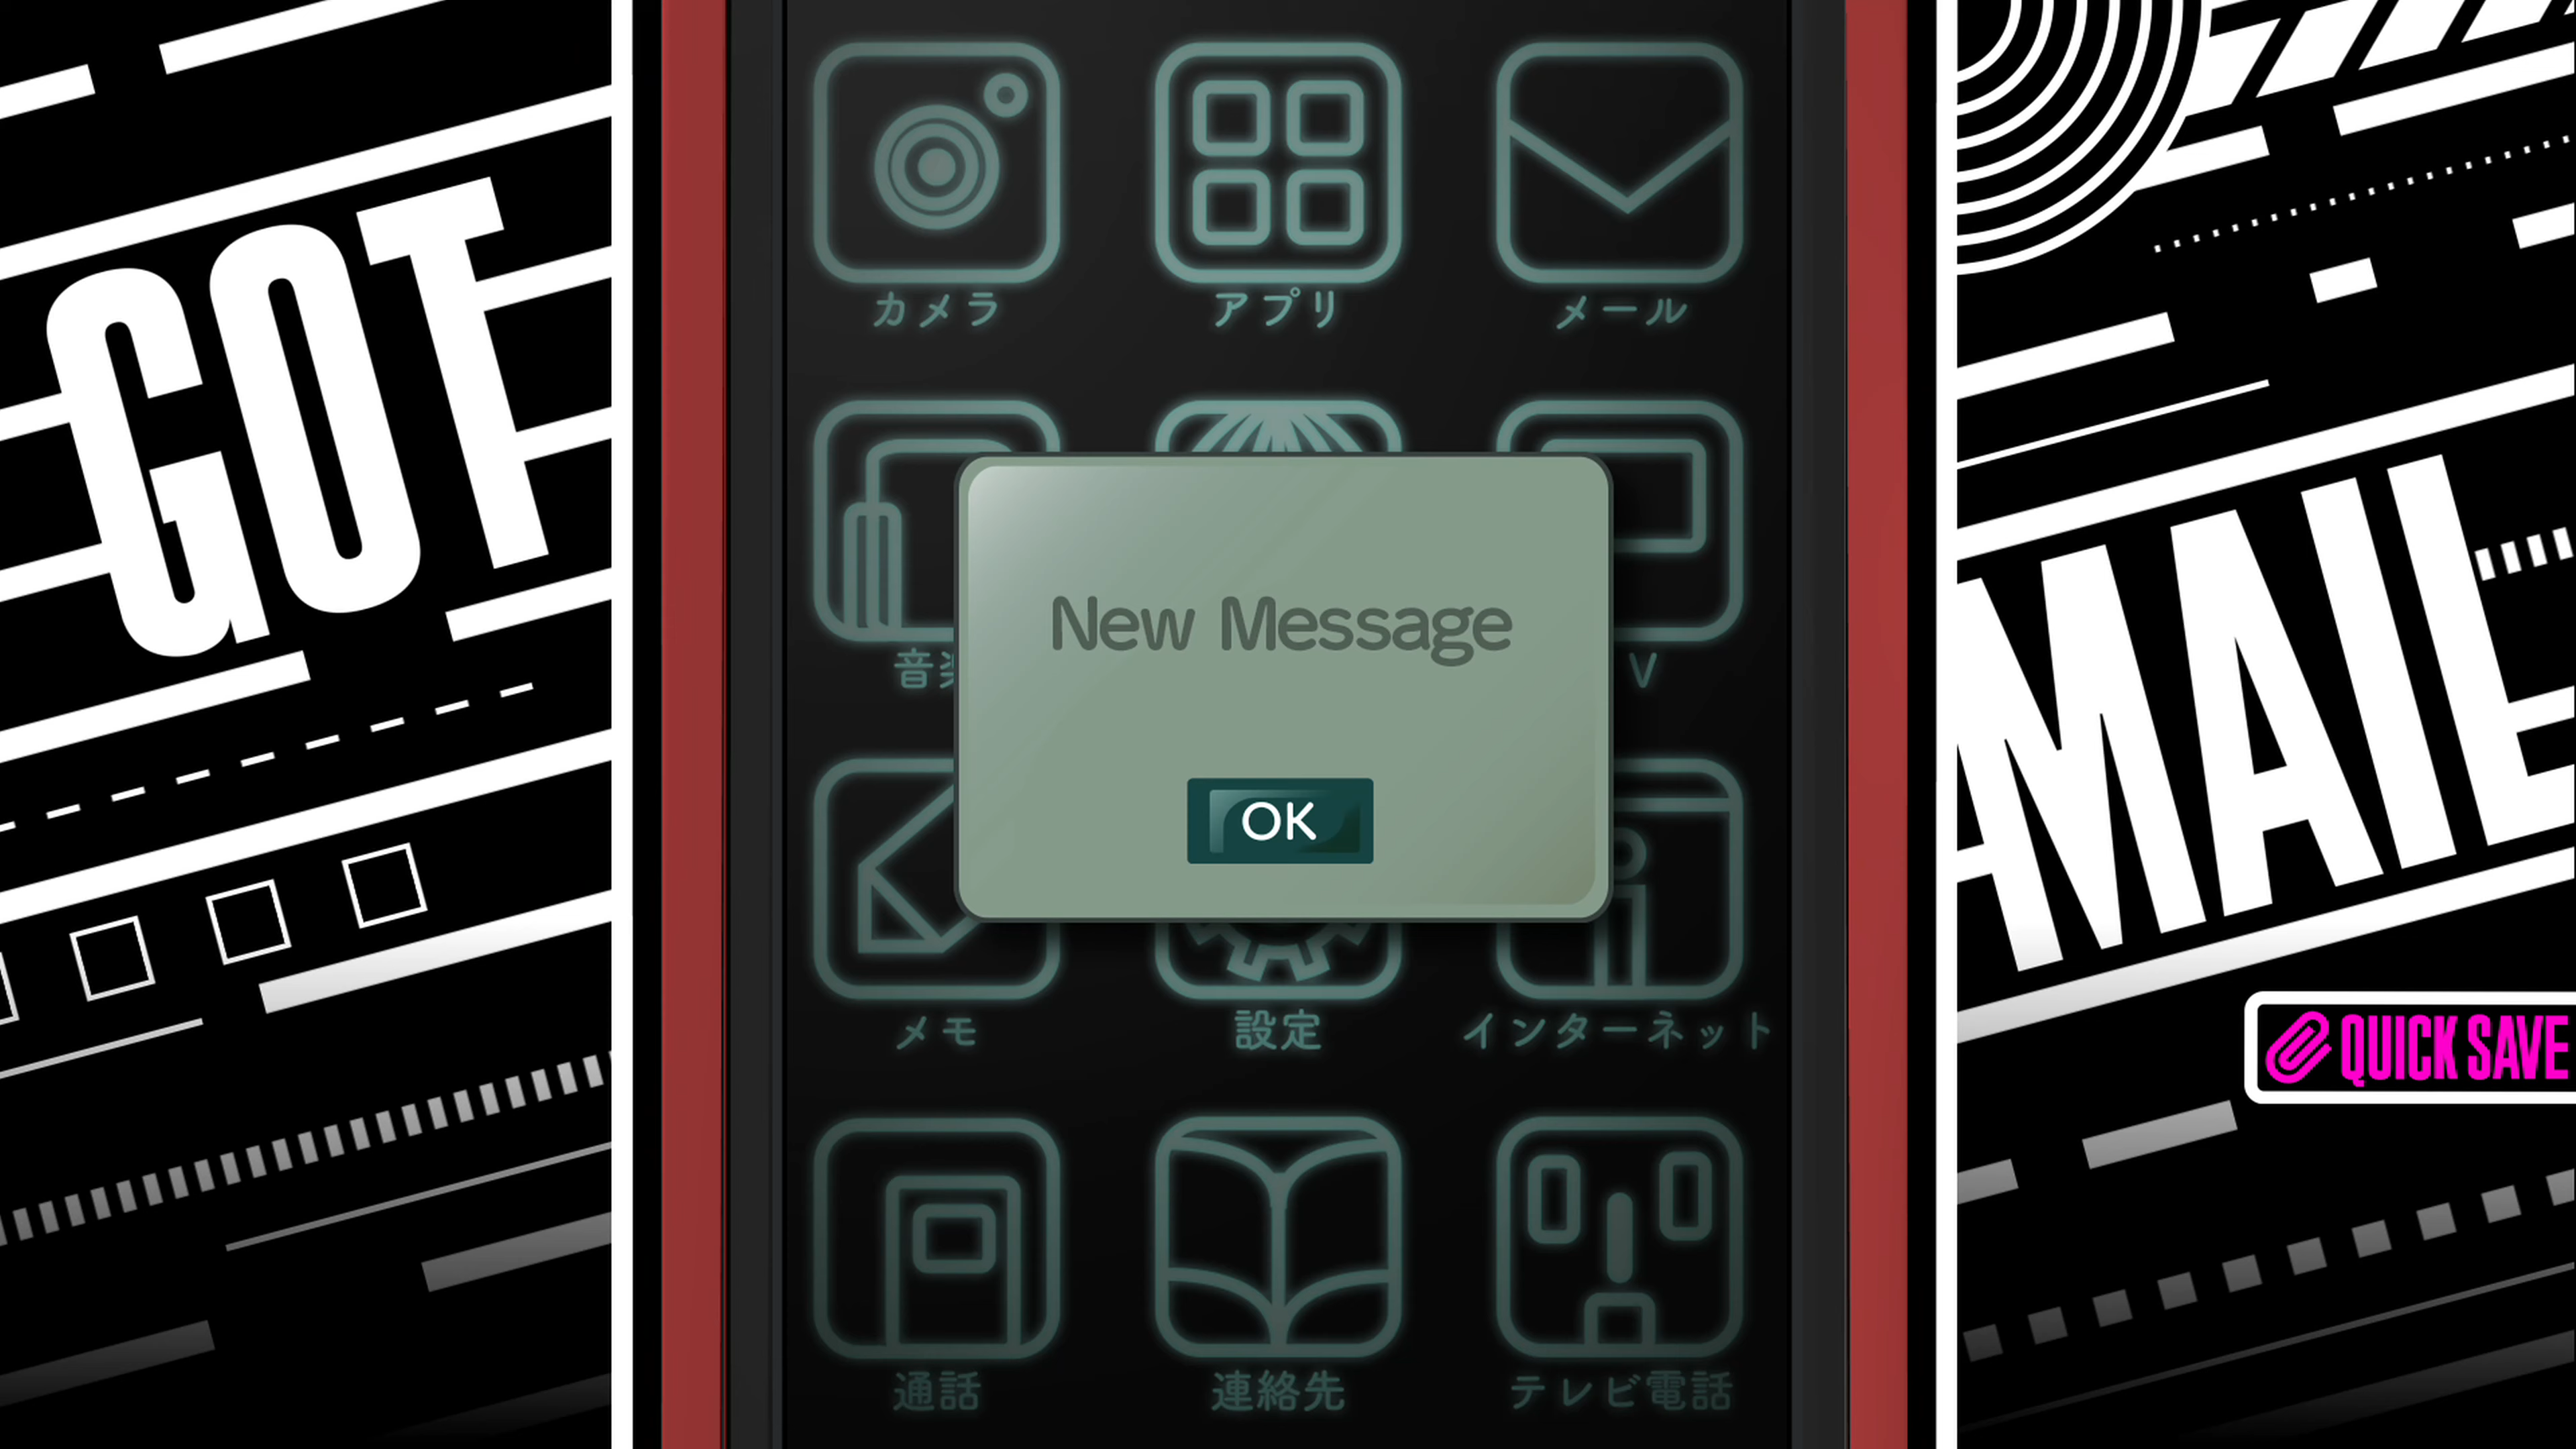 GOT
カメラ
アプリ
メール
New Message
OK
音
V
MAIL
メモ
設定
インターネット
QUICK SAVE
通話
連絡先
テレビ電話